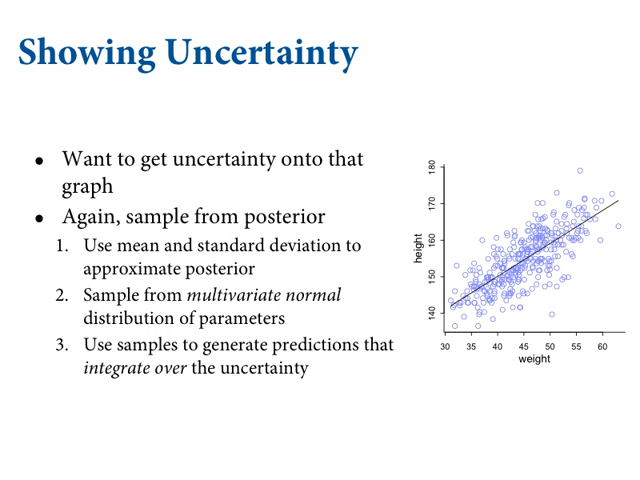 Showing Uncertainty
• Want to get uncertainty onto that
graph
• Again, sample from posterior
1. Use mean and standard deviation to
approximate posterior
2. Sample from multivariate normal
distribution of parameters
3. Use samples to generate predictions that
integrate over the uncertainty
180
170
160
150
140
height
30 35 40 45 50 55 60
weight